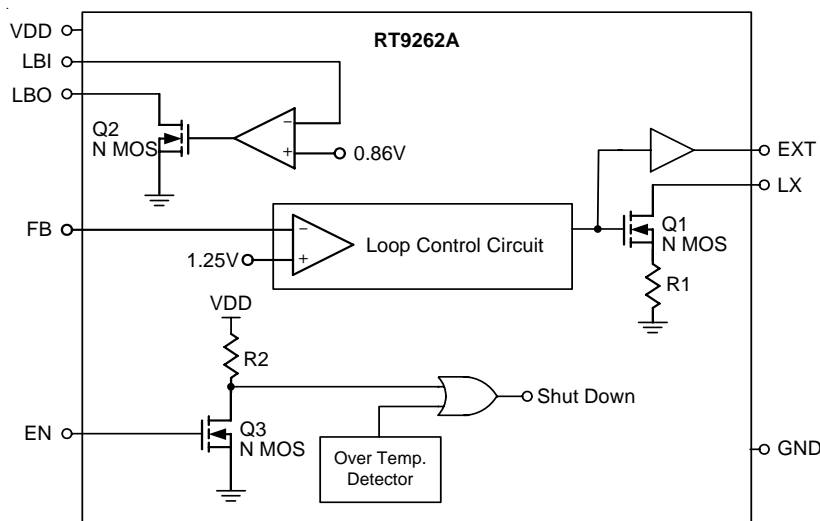 VDD
RT9262A
LBI
LBO
Q2
N MOS
−
+
0.86V
EXT
LX
FB
−
+
1.25V
Loop Control Circuit
Q1
N MOS
R1
VDD
R2
Shut Down
EN
Q3
N MOS
Over Temp.
Detector
GND